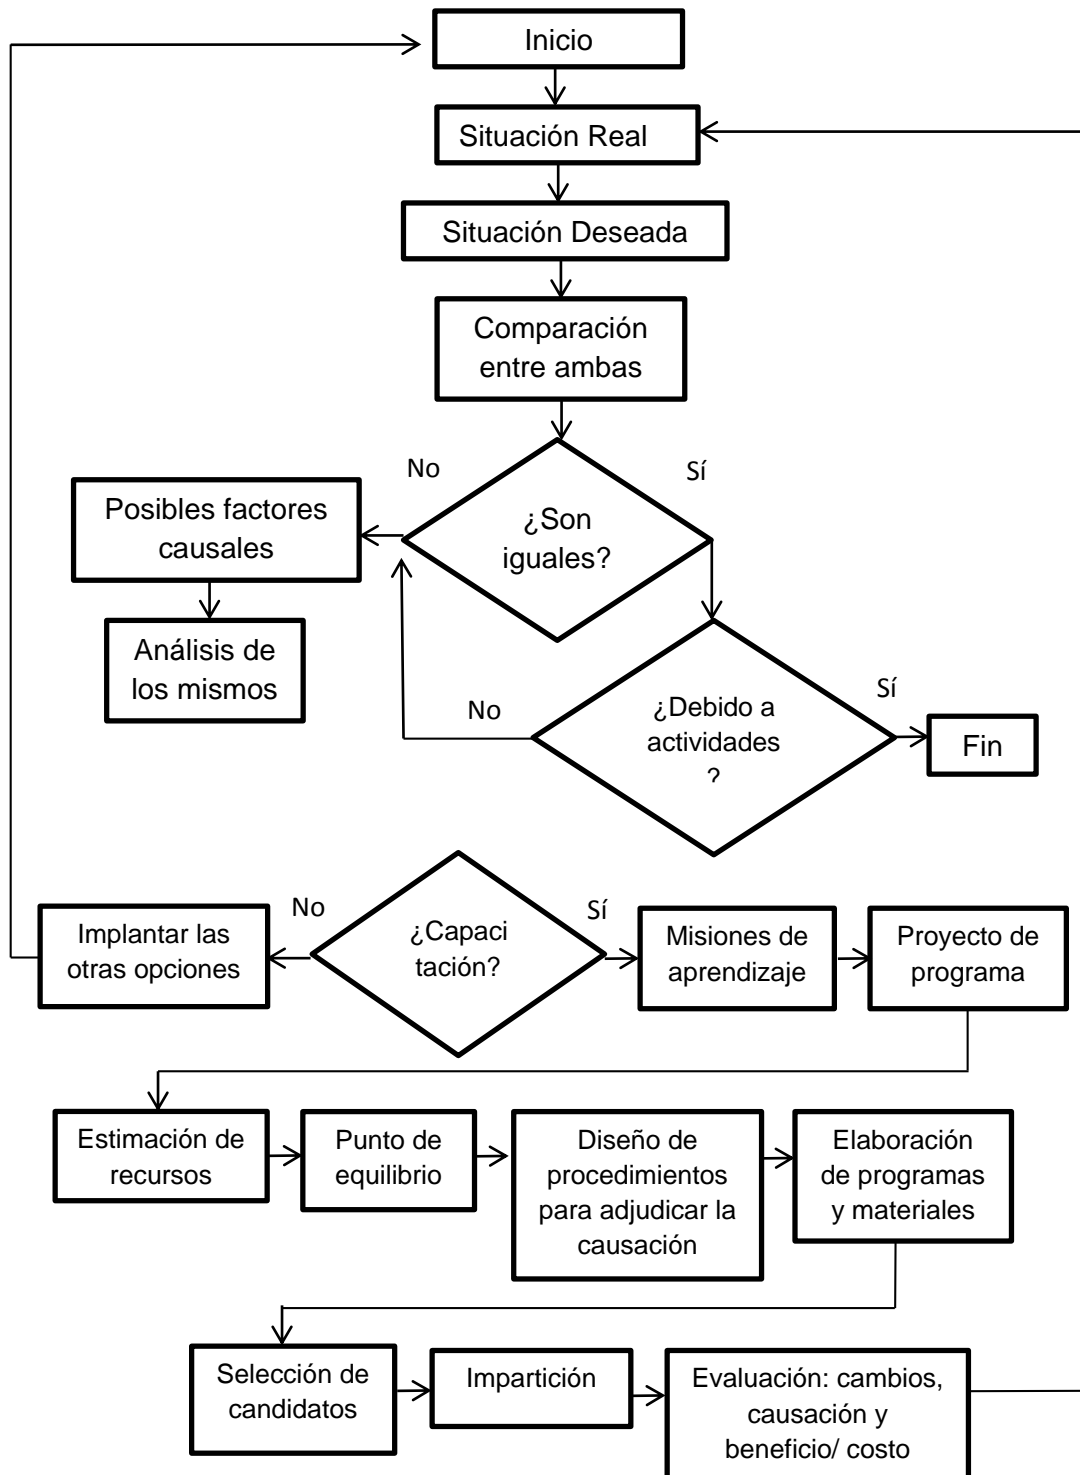 Inicio
Situación Real
Situación Deseada
Comparación
entre ambas
No
Sí
¿Son
iguales?
Posibles factores
causales
Análisis de
los mismos
No
¿Debido a
actividades
?
Sí
Fin
Implantar las
otras opciones
No
¿Capaci
tación?
Sí
Misiones de
aprendizaje
Proyecto de
programa
Estimación de
recursos
Punto de
equilibrio
Diseño de
procedimientos
para adjudicar la
causación
Elaboración
de programas
y materiales
Selección de
candidatos
Impartición
Evaluación: cambios,
causación y
beneficio/ costo